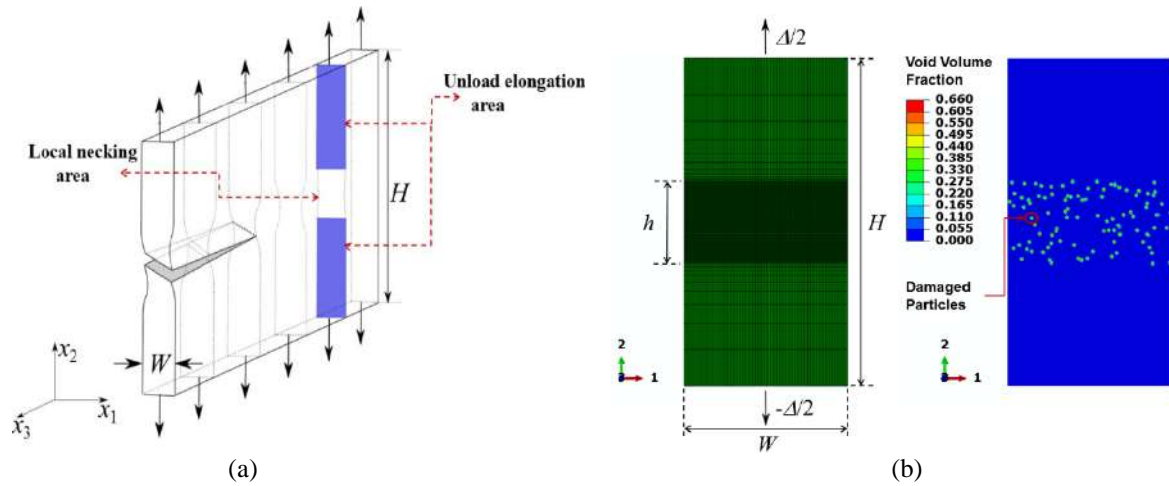 Unload elongation
area
Local necking
area
H
W
x₂
x₁
x₃
(a)
Δ/2
h
H
-Δ/2
W
2
1
Void Volume
Fraction
0.660
0.605
0.550
0.495
0.440
0.385
0.330
0.275
0.220
0.165
0.110
0.055
0.000
Damaged
Particles
2
1
(b)